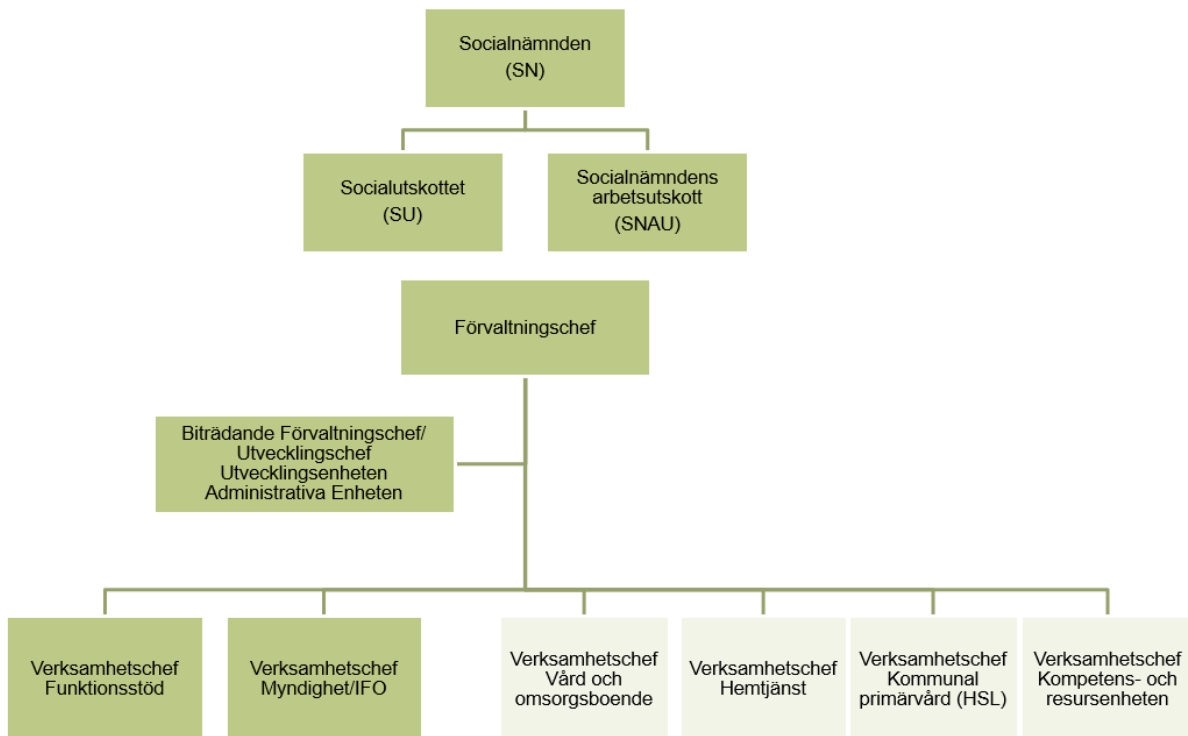 Socialnämnden
(SN)
Socialutskottet
(SU)
Socialnämndens
arbetsutskott
(SNAU)
Förvaltningschef
Biträdande Förvaltningschef/
Utvecklingschef
Utvecklingsenheten
Administrativa Enheten
Verksamhetschef
Funktionsstöd
Verksamhetschef
Myndighet/IFO
Verksamhetschef
Vård och
omsorgsboende
Verksamhetschef
Hemtjänst
Verksamhetschef
Kommunal
primärvård (HSL)
Verksamhetschef
Kompetens- och
resursenheten